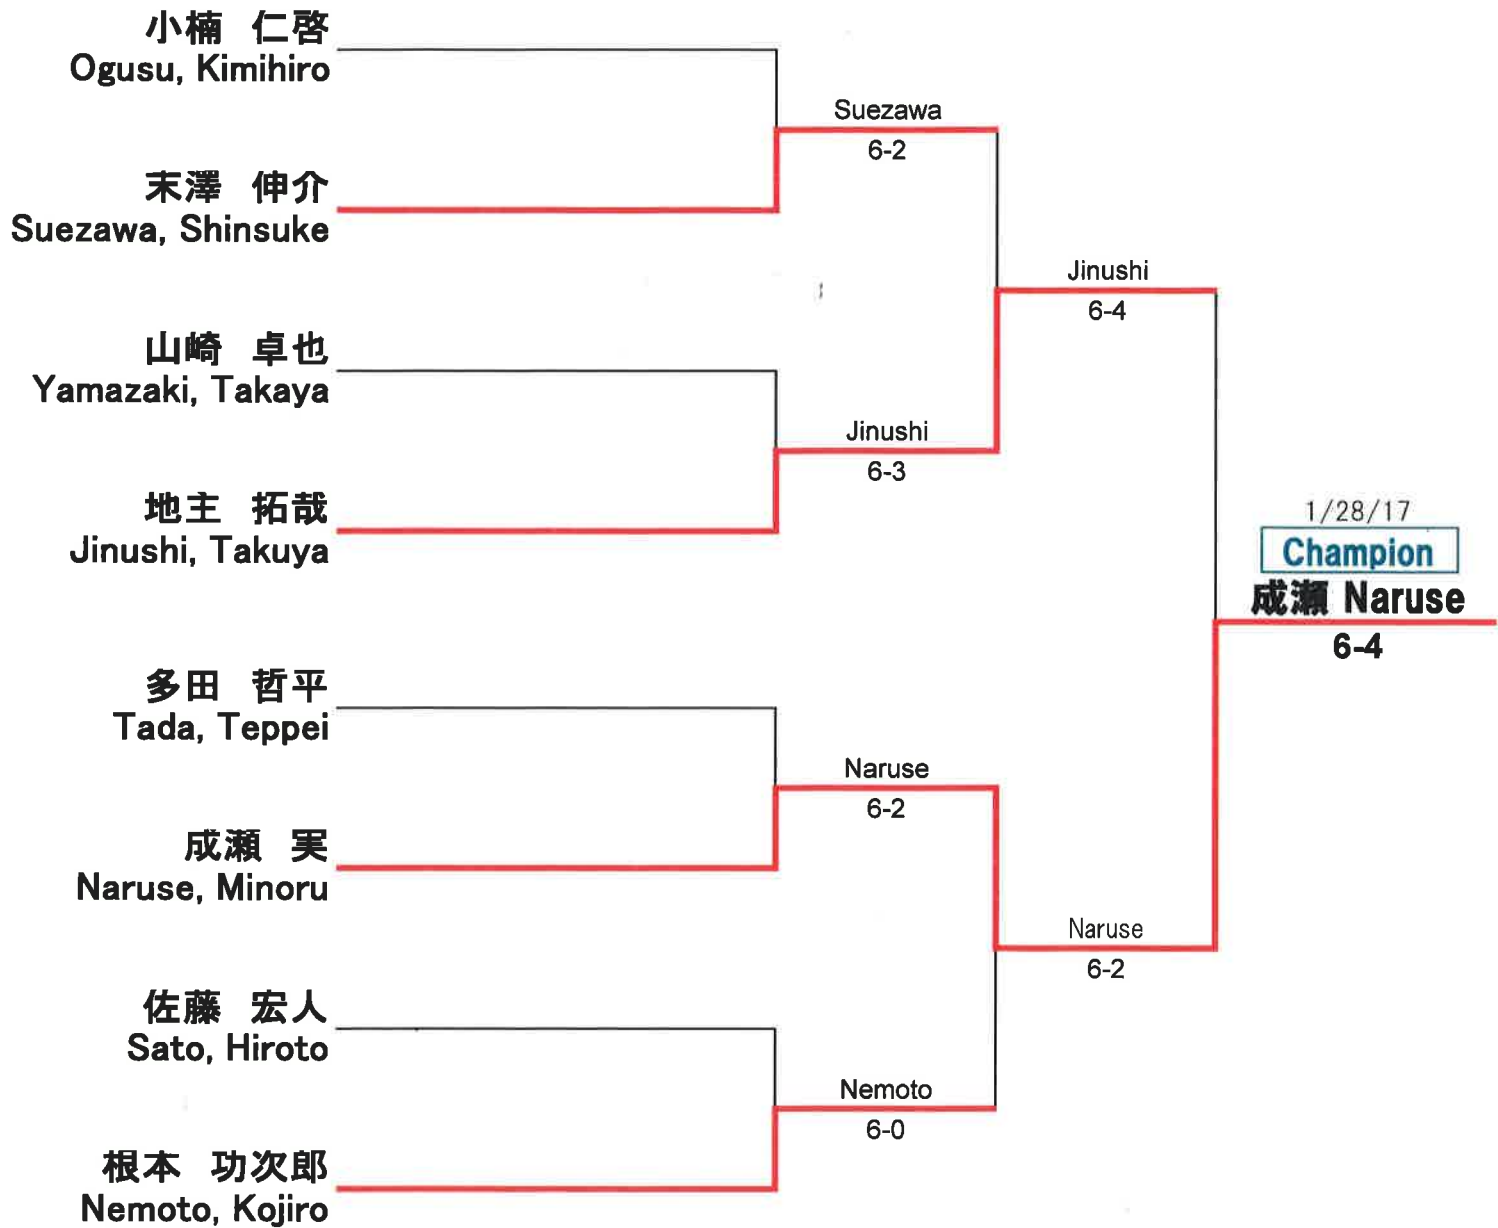 小楠 仁啓
Ogusu, Kimihiro
Suezawa
6-2
末澤 伸介
Suezawa, Shinsuke
Jinushi
6-4
山崎 卓也
Yamazaki, Takaya
Jinushi
6-3
地主 拓哉
Jinushi, Takuya
1/28/17
Champion
成瀬 Naruse
6-4
多田 哲平
Tada, Teppei
Naruse
6-2
成瀬 実
Naruse, Minoru
Naruse
6-2
佐藤 宏人
Sato, Hiroto
Nemoto
6-0
根本 功次郎
Nemoto, Kojiro